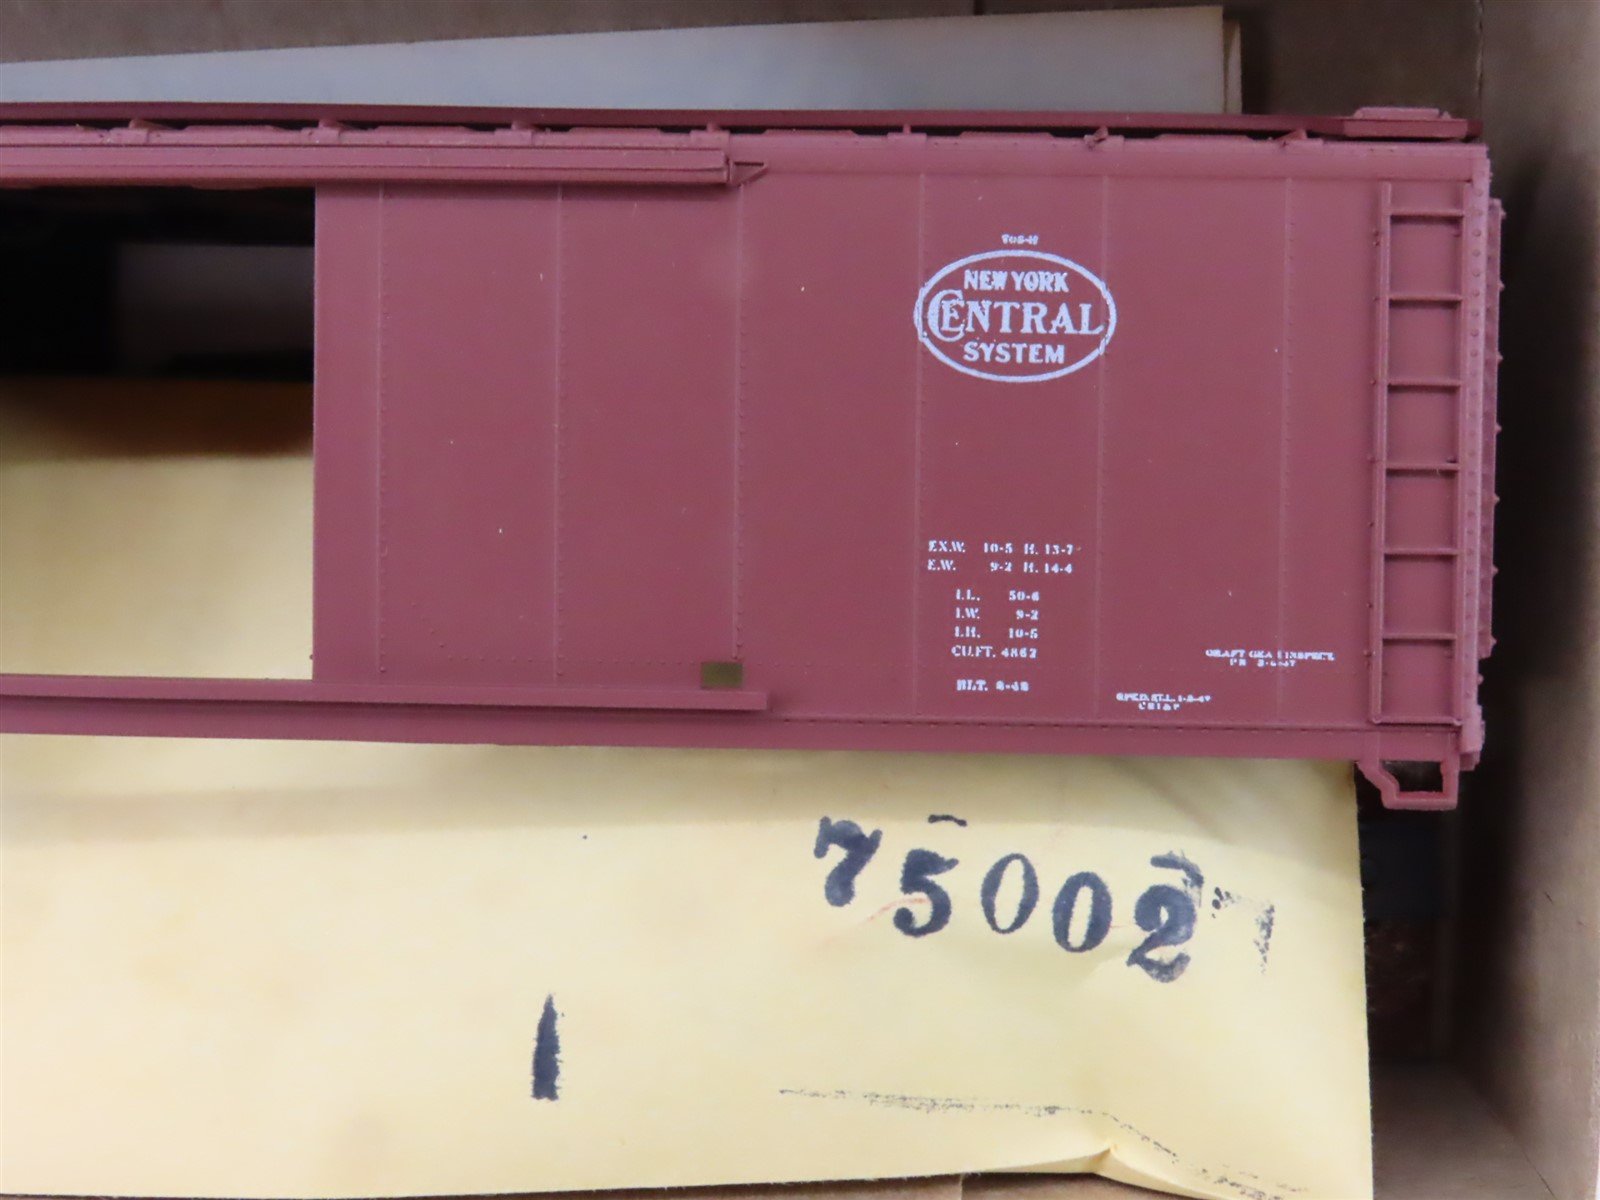 NEW YORK
CENTRAL
SYSTEM
EX.W. 10-5 H. 13-7
E.W. 9-2 H. 14-4
I.L. 50-6
I.W. 9-2
I.H. 10-5
CU.FT. 4862
BLT. 8-48
75002
1